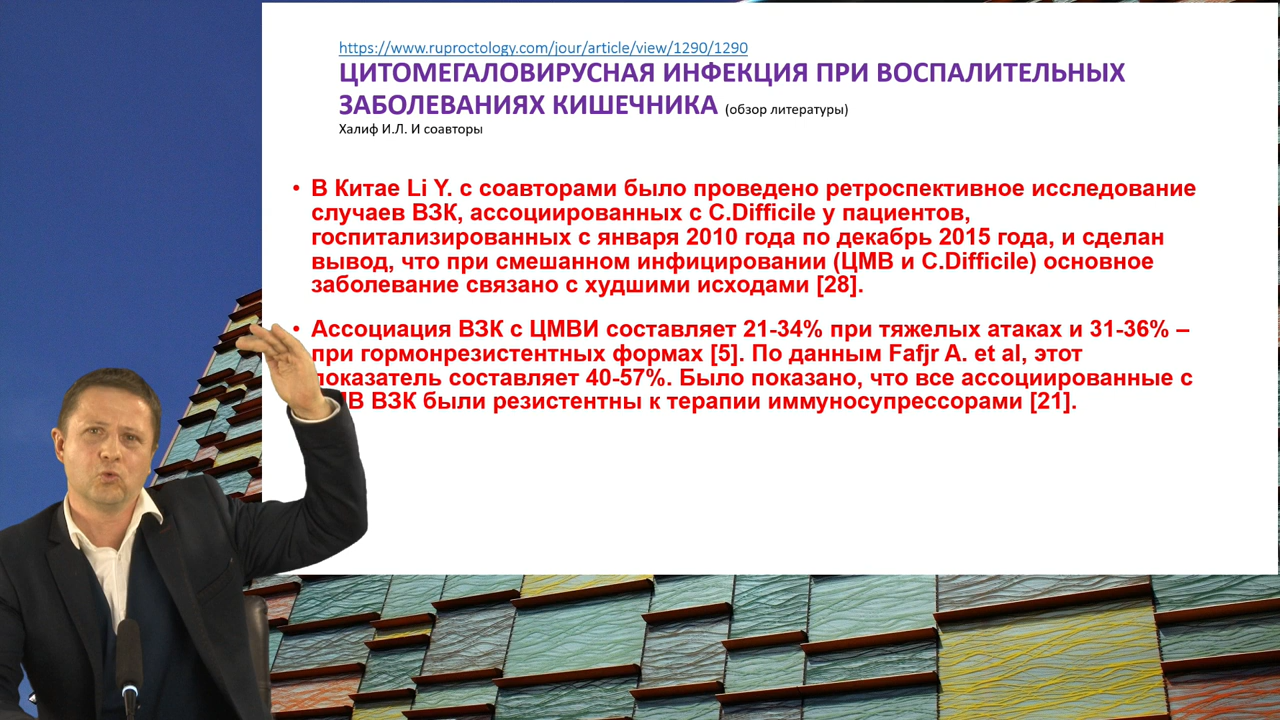 https://www.ruproctology.com/jour/article/view/1290/1290
ЦИТОМЕГАЛОВИРУСНАЯ ИНФЕКЦИЯ ПРИ ВОСПАЛИТЕЛЬНЫХ
ЗАБОЛЕВАНИЯХ КИШЕЧНИКА (обзор литературы)
Халиф И.Л. И соавторы
• В Китае Li Y. с соавторами было проведено ретроспективное исследование
случаев ВЗК, ассоциированных с C.Difficile у пациентов,
госпитализированных с января 2010 года по декабрь 2015 года, и сделан
вывод, что при смешанном инфицировании (ЦМВ и C.Difficile) основное
заболевание связано с худшими исходами [28].
• Ассоциация ВЗК с ЦМВИ составляет 21-34% при тяжелых атаках и 31-36% –
при гормонрезистентных формах [5]. По данным Fafjr A. et al, этот
показатель составляет 40-57%. Было показано, что все ассоциированные с
ВЗК были резистентны к терапии иммуносупрессорами [21].